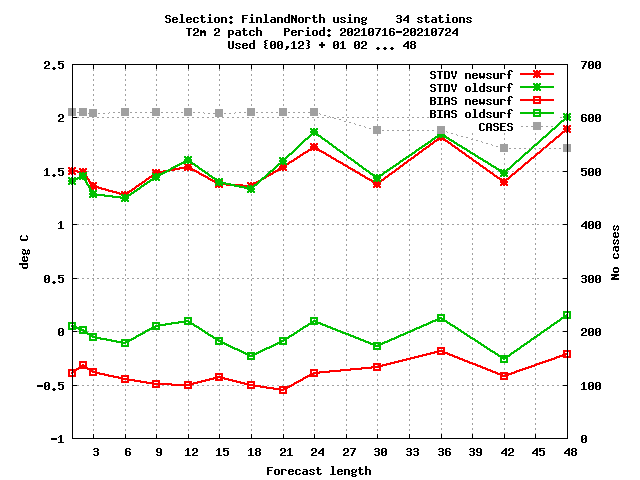 Selection: FinlandNorth using    34 stations
T2m 2 patch   Period: 20210716-20210724
Used {00,12} + 01 02 ... 48
2.5
2
1.5
1
0.5
0
-0.5
-1
deg C
700
600
500
400
300
200
100
0
No cases
STDV newsurf
STDV oldsurf
BIAS newsurf
BIAS oldsurf
CASES
3 6 9 12 15 18 21 24 27 30 33 36 39 42 45 48
Forecast length